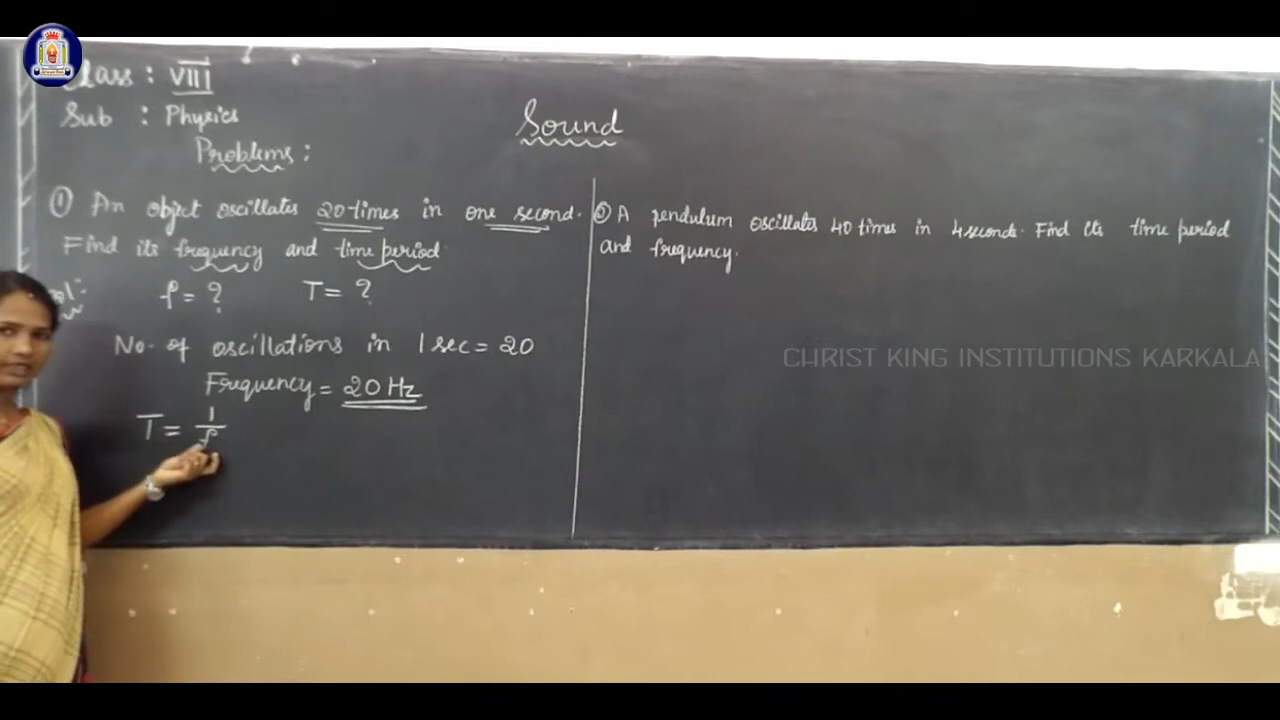 Class : VIII
Sub : Physics
Sound
Problems :
① An object oscillates 20 times in one second.
Find its frequency and time period.
Sol:
f = ? T = ?
No. of oscillations in 1 sec = 20
Frequency = 20 Hz
T = 1/f
② A pendulum oscillates 40 times in 4 seconds. Find its time period
and frequency.
CHRIST KING INSTITUTIONS KARKALA